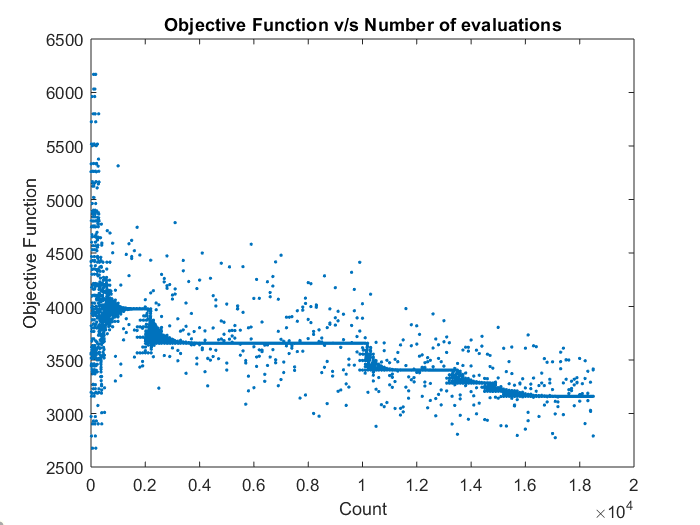 Objective Function v/s Number of evaluations
6500
6000
5500
5000
4500
4000
3500
3000
2500
Objective Function
0 0.2 0.4 0.6 0.8 1 1.2 1.4 1.6 1.8 2
Count
×10⁴